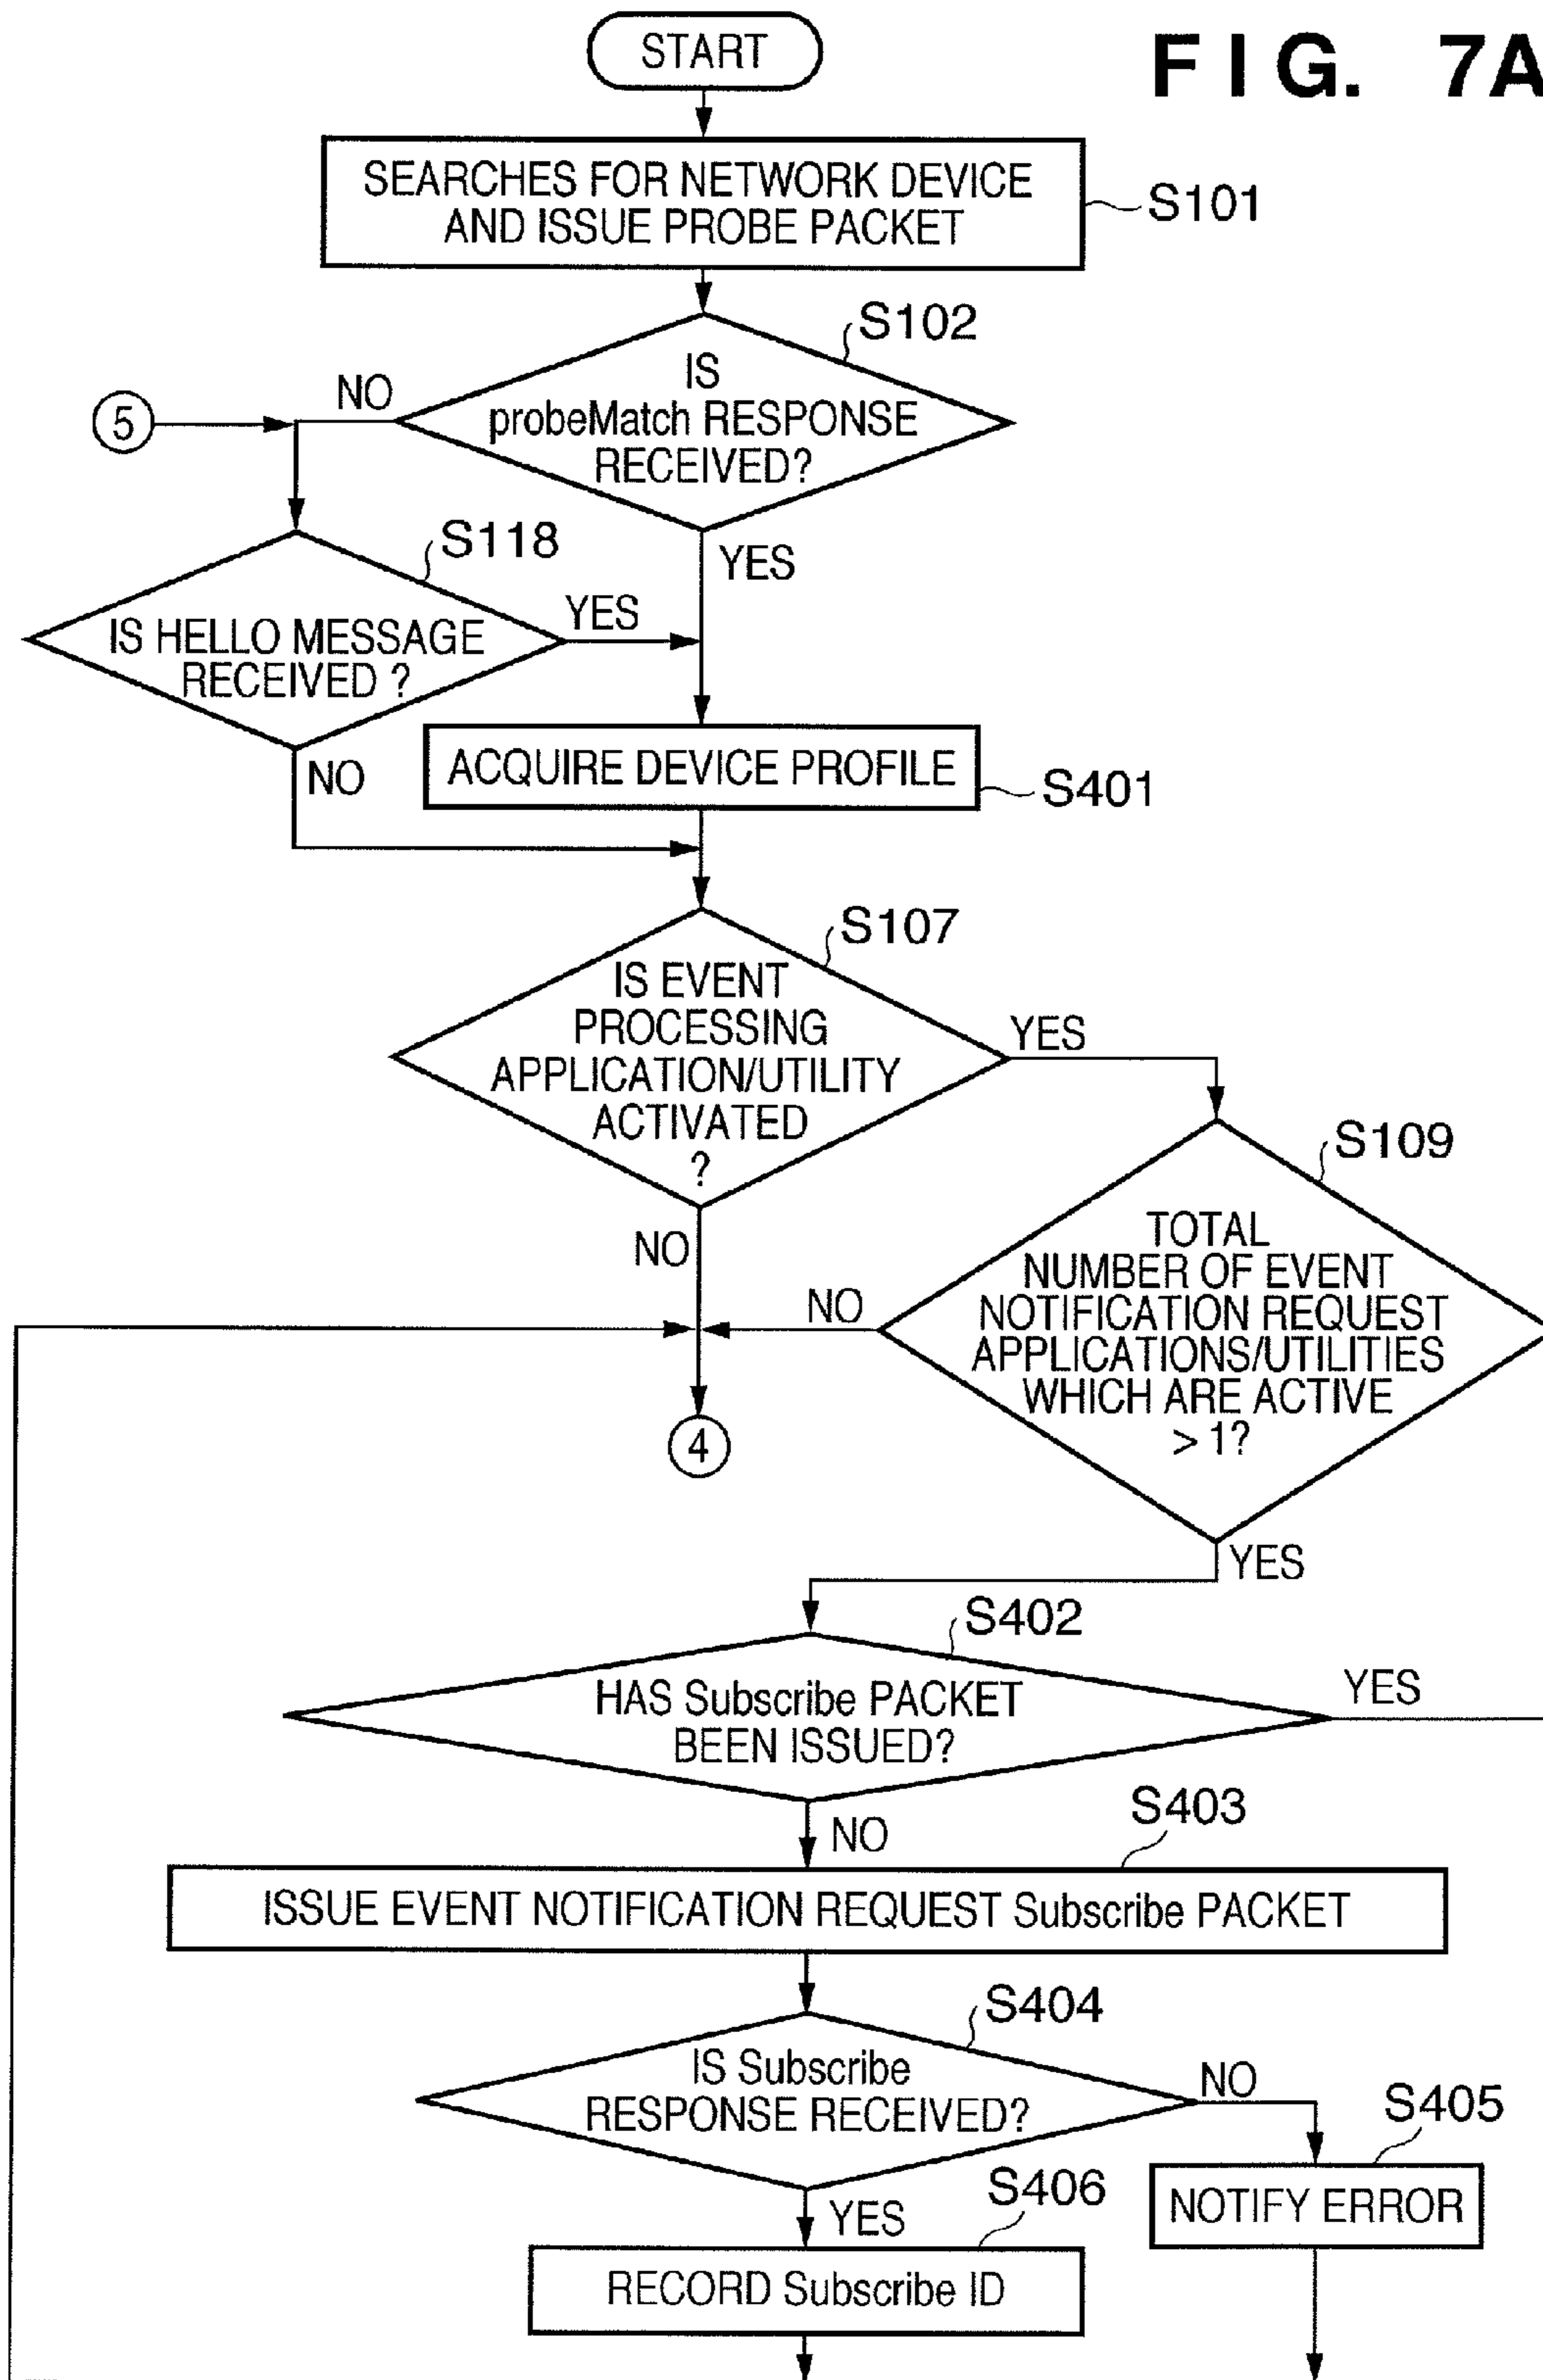 START
F I G. 7A
SEARCHES FOR NETWORK DEVICE
AND ISSUE PROBE PACKET
S101
S102
IS
probeMatch RESPONSE
RECEIVED?
NO
5
YES
S118
IS HELLO MESSAGE
RECEIVED ?
YES
NO
ACQUIRE DEVICE PROFILE
S401
S107
IS EVENT
PROCESSING
APPLICATION/UTILITY
ACTIVATED
?
YES
NO
S109
TOTAL
NUMBER OF EVENT
NOTIFICATION REQUEST
APPLICATIONS/UTILITIES
WHICH ARE ACTIVE
> 1?
NO
4
YES
S402
HAS Subscribe PACKET
BEEN ISSUED?
YES
NO
S403
ISSUE EVENT NOTIFICATION REQUEST Subscribe PACKET
S404
IS Subscribe
RESPONSE RECEIVED?
NO
S405
NOTIFY ERROR
YES
S406
RECORD Subscribe ID